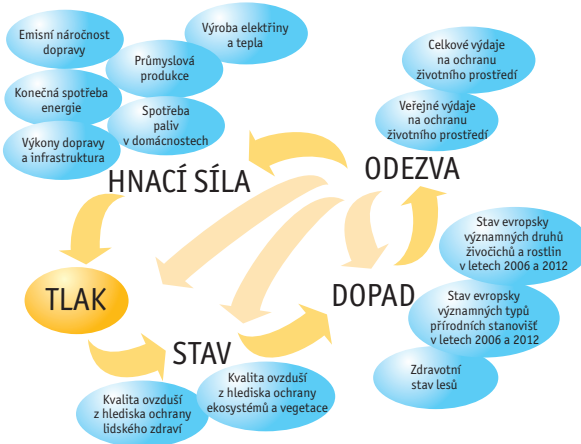 Emisní náročnost
dopravy
Výroba elektřiny
a tepla
Průmyslová
produkce
Konečná spotřeba
energie
Spotřeba
paliv
v domácnostech
Výkony dopravy
a infrastruktura
Celkové výdaje
na ochranu
životního prostředí
Veřejné výdaje
na ochranu
životního prostředí
HNACÍ SÍLA
ODEZVA
Stav evropsky
významných druhů
živočichů a rostlin
v letech 2006 a 2012
TLAK
DOPAD
Stav evropsky
významných typů
přírodních stanovišť
v letech 2006 a 2012
STAV
Zdravotní
stav lesů
Kvalita ovzduší
z hlediska ochrany
lidského zdraví
Kvalita ovzduší
z hlediska ochrany
ekosystémů a vegetace